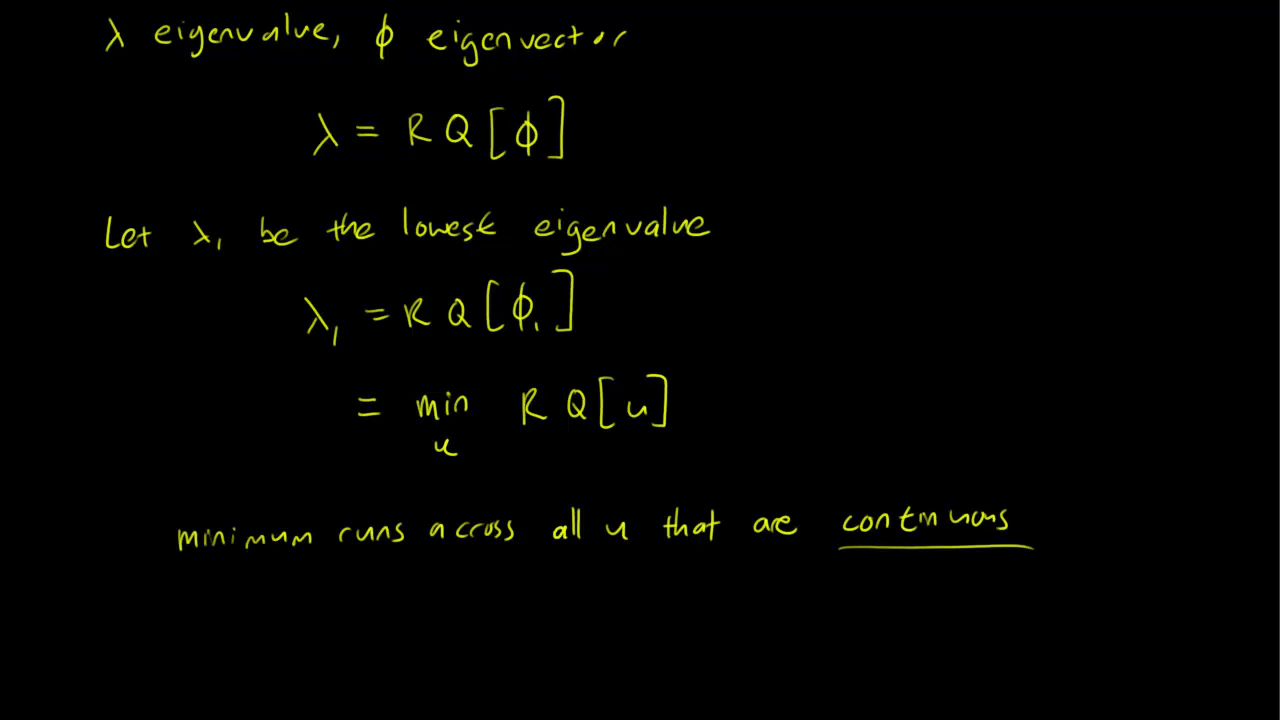 λ eigenvalue, φ eigenvector
λ = RQ[φ]
Let λ₁ be the lowest eigenvalue
λ₁ = RQ[φ₁]
= min RQ[u]
u
minimum runs across all u that are continuous